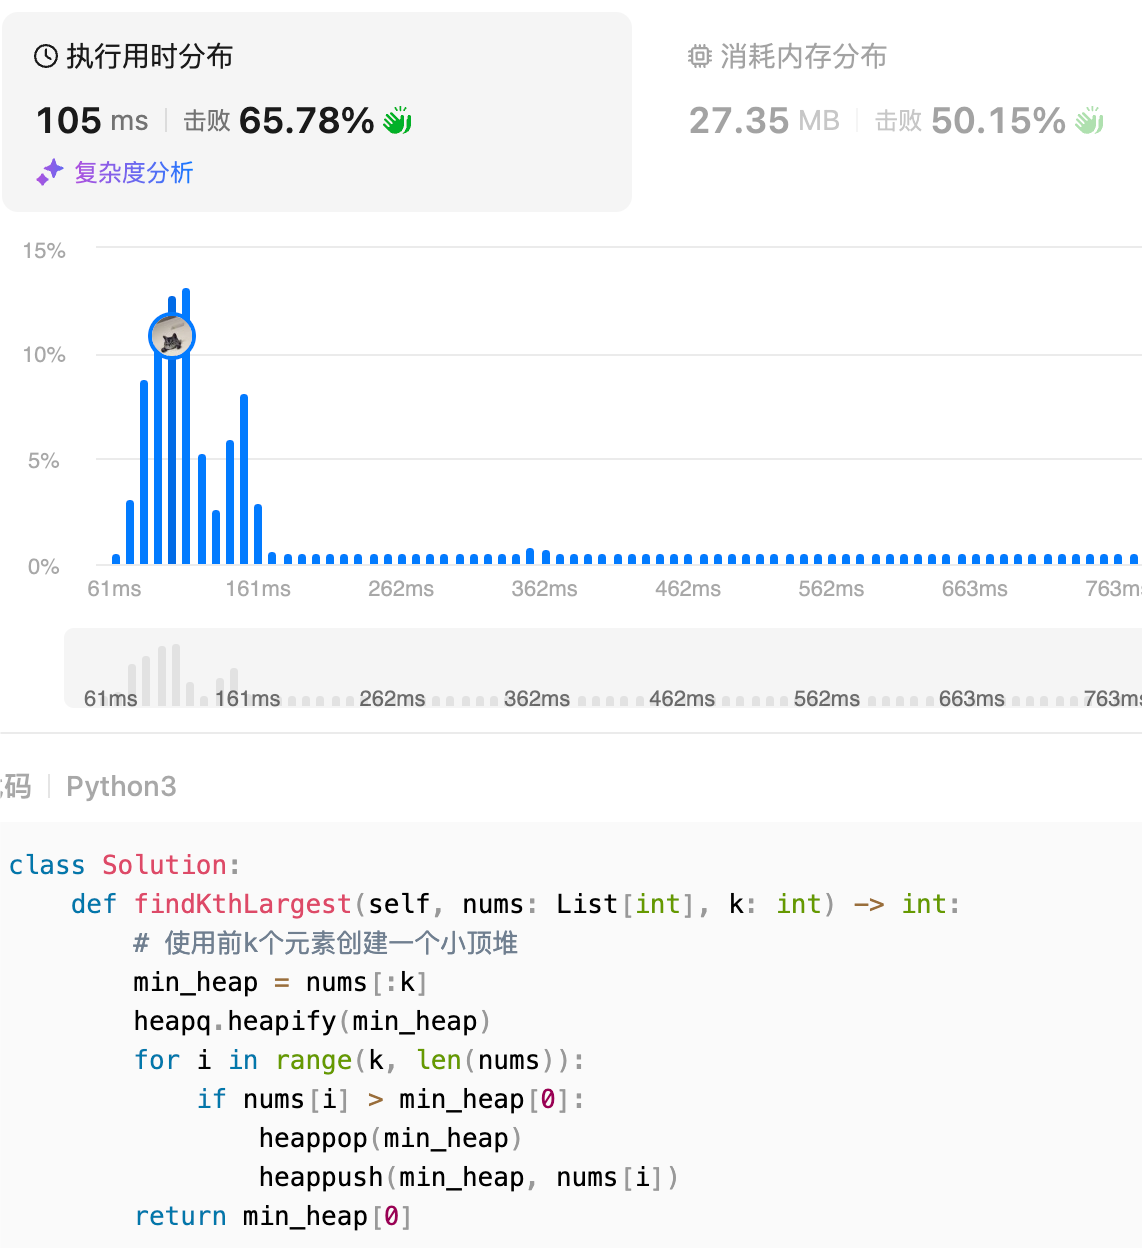 执行用时分布
105 ms 击败 65.78%
复杂度分析
消耗内存分布
27.35 MB 击败 50.15%
15%
10%
5%
0%
61ms 161ms 262ms 362ms 462ms 562ms 663ms 763m
61ms 161ms 262ms 362ms 462ms 562ms 663ms 763m
码 Python3
class Solution:
    def findKthLargest(self, nums: List[int], k: int) -> int:
        # 使用前k个元素创建一个小顶堆
        min_heap = nums[:k]
        heapq.heapify(min_heap)
        for i in range(k, len(nums)):
            if nums[i] > min_heap[0]:
                heappop(min_heap)
                heappush(min_heap, nums[i])
        return min_heap[0]